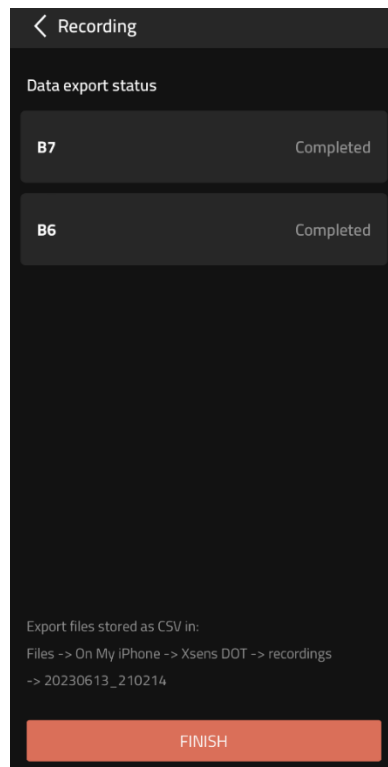 Recording
Data export status
B7 Completed
B6 Completed
Export files stored as CSV in:
Files -> On My iPhone -> Xsens DOT -> recordings
-> 20230613_210214
FINISH